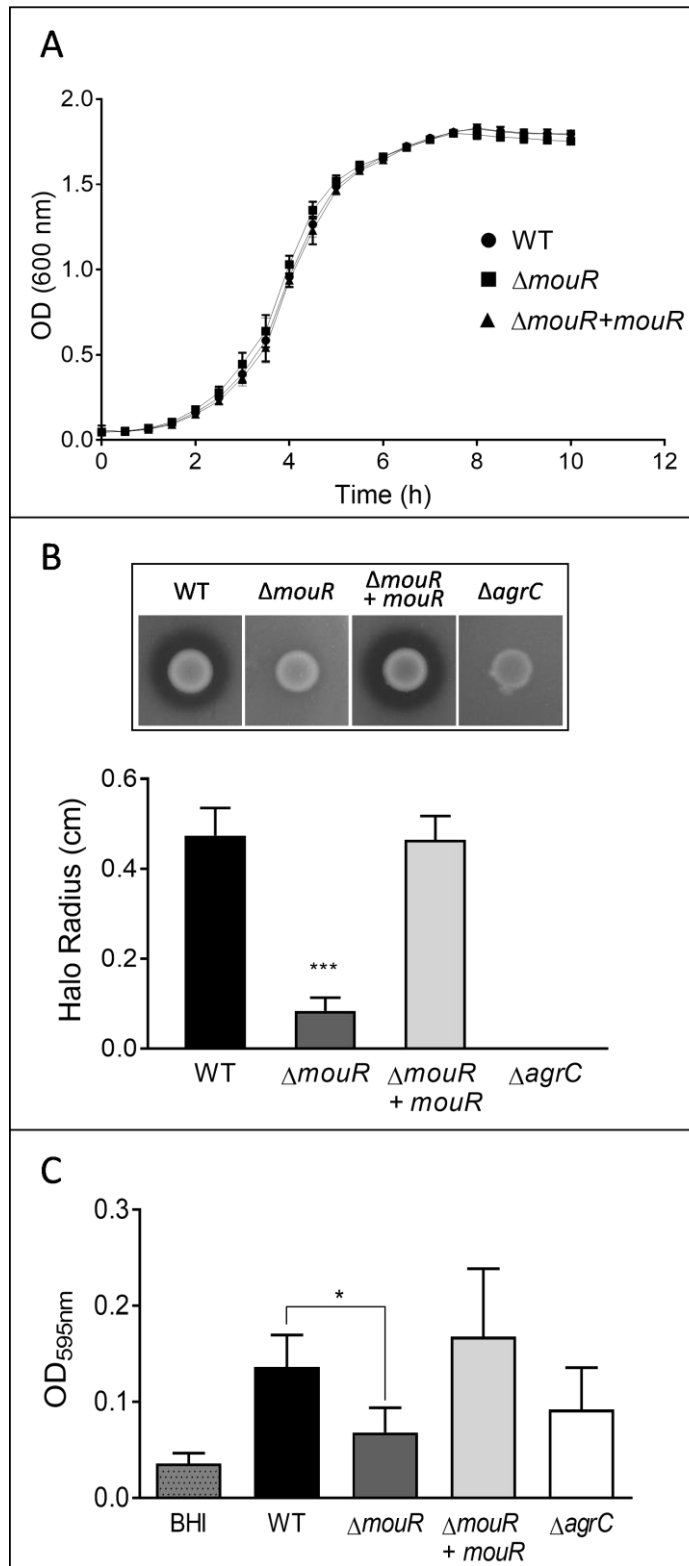 A
2.0
1.5
1.0
0.5
0.0
OD (600 nm)
WT
ΔmouR
ΔmouR+mouR
0 2 4 6 8 10 12
Time (h)
B
WT ΔmouR ΔmouR + mouR ΔagrC
0.6
0.4
0.2
0.0
Halo Radius (cm)
***
WT ΔmouR ΔmouR + mouR ΔagrC
C
0.3
0.2
0.1
0.0
OD595nm
*
BHI WT ΔmouR ΔmouR + mouR ΔagrC